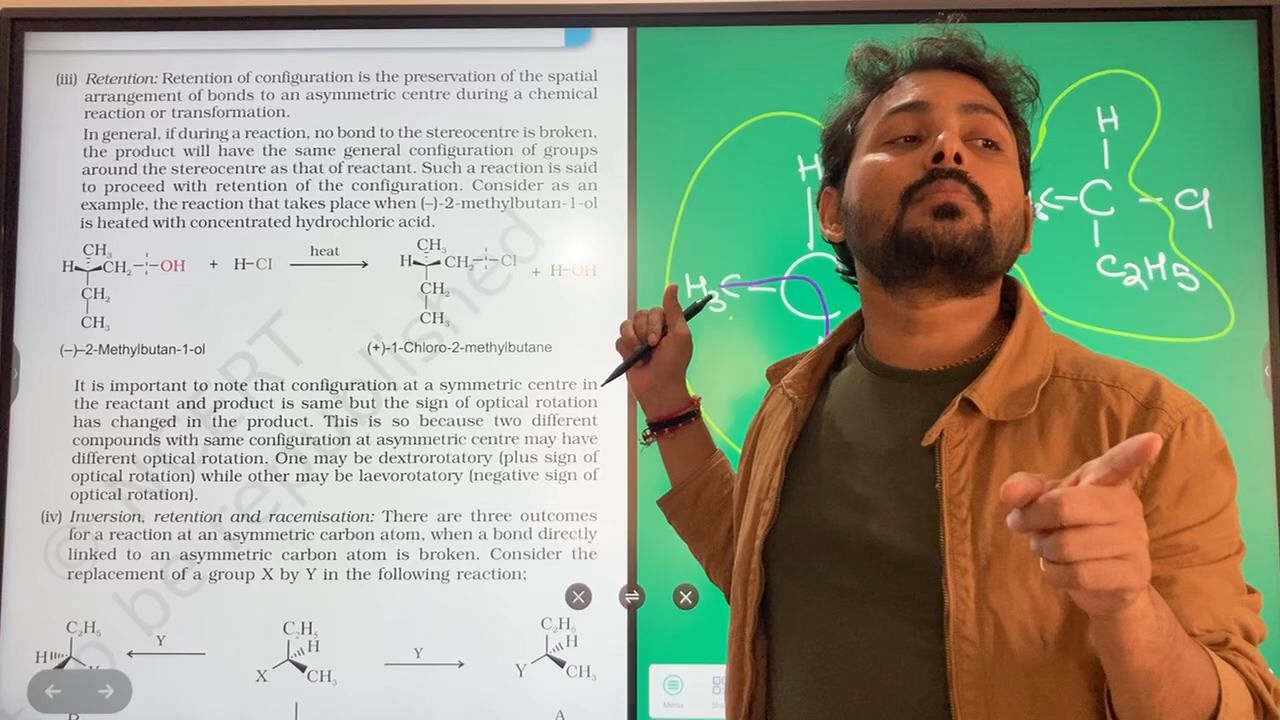 (iii) Retention: Retention of configuration is the preservation of the spatial
arrangement of bonds to an asymmetric centre during a chemical
reaction or transformation.
In general, if during a reaction, no bond to the stereocentre is broken,
the product will have the same general configuration of groups
around the stereocentre as that of reactant. Such a reaction is said
to proceed with retention of the configuration. Consider as an
example, the reaction that takes place when (–)-2-methylbutan-1-ol
is heated with concentrated hydrochloric acid.
CH₃ CH₃
heat
H CH₂ OH + H–Cl H CH₂ Cl + H–OH
CH₂ CH₂
CH₃ CH₃
(–)–2-Methylbutan-1-ol (+)-1-Chloro-2-methylbutane
It is important to note that configuration at a symmetric centre in
the reactant and product is same but the sign of optical rotation
has changed in the product. This is so because two different
compounds with same configuration at asymmetric centre may have
different optical rotation. One may be dextrorotatory (plus sign of
optical rotation) while other may be laevorotatory (negative sign of
optical rotation).
(iv) Inversion, retention and racemisation: There are three outcomes
for a reaction at an asymmetric carbon atom, when a bond directly
linked to an asymmetric carbon atom is broken. Consider the
replacement of a group X by Y in the following reaction;
C₂H₅ C₂H₅ C₂H₅
H Y H Y H
X CH₃ Y CH₃
A
H
H₃C
H
C
C₂H₅
Menu